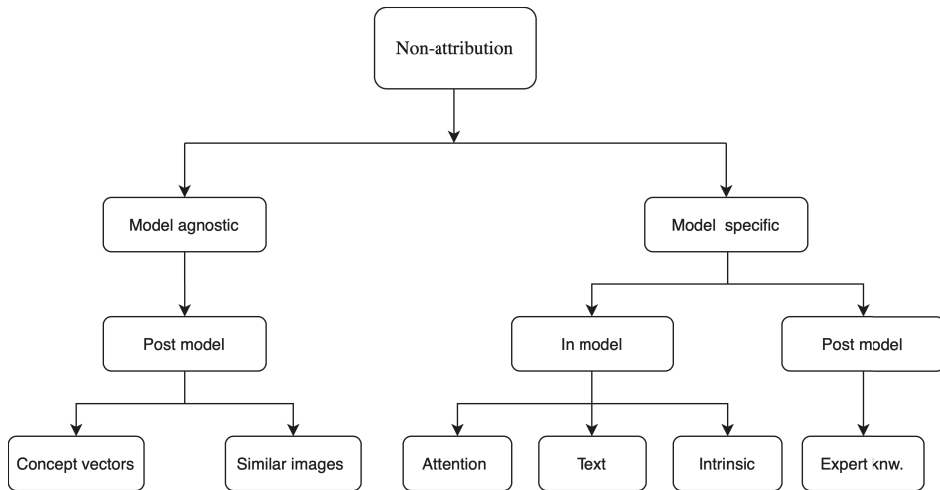 Non-attribution
Model agnostic
Model specific
Post model
In model
Post model
Concept vectors
Similar images
Attention
Text
Intrinsic
Expert knw.